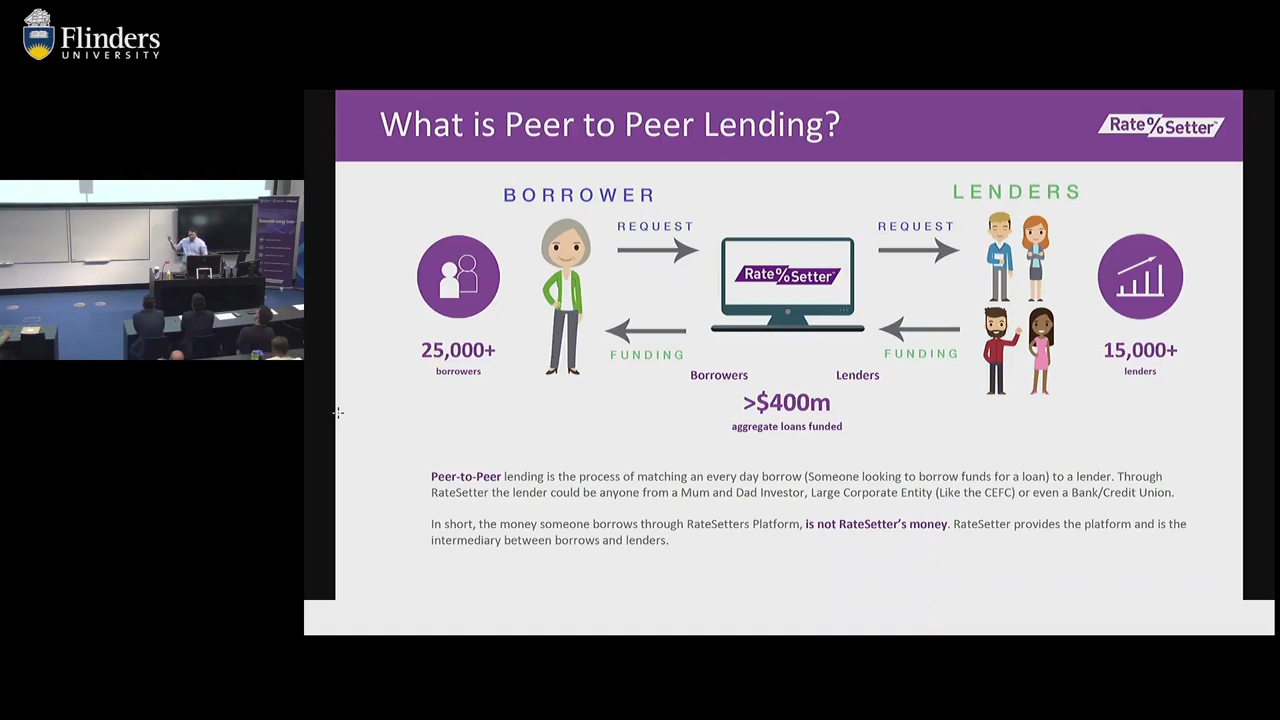 Flinders
UNIVERSITY
What is Peer to Peer Lending?
Rate%Setter™
BORROWER
LENDERS
REQUEST
REQUEST
Rate%Setter™
FUNDING
FUNDING
25,000+
borrowers
15,000+
lenders
Borrowers
Lenders
>$400m
aggregate loans funded
Peer-to-Peer lending is the process of matching an every day borrow (Someone looking to borrow funds for a loan) to a lender. Through
RateSetter the lender could be anyone from a Mum and Dad Investor, Large Corporate Entity (Like the CEFC) or even a Bank/Credit Union.
In short, the money someone borrows through RateSetters Platform, is not RateSetter's money. RateSetter provides the platform and is the
intermediary between borrows and lenders.